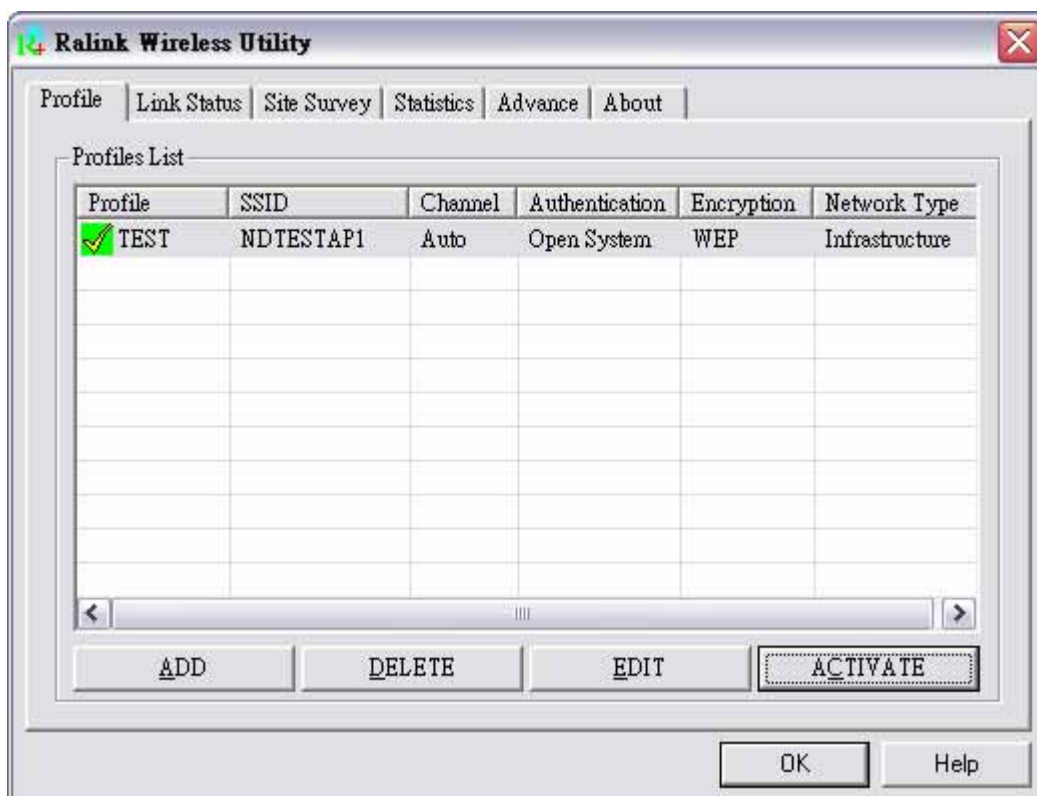 Ralink Wireless Utility
Profile Link Status Site Survey Statistics Advance About
Profiles List
Profile SSID Channel Authentication Encryption Network Type
TEST NDTESTAP1 Auto Open System WEP Infrastructure
ADD DELETE EDIT ACTIVATE
OK Help